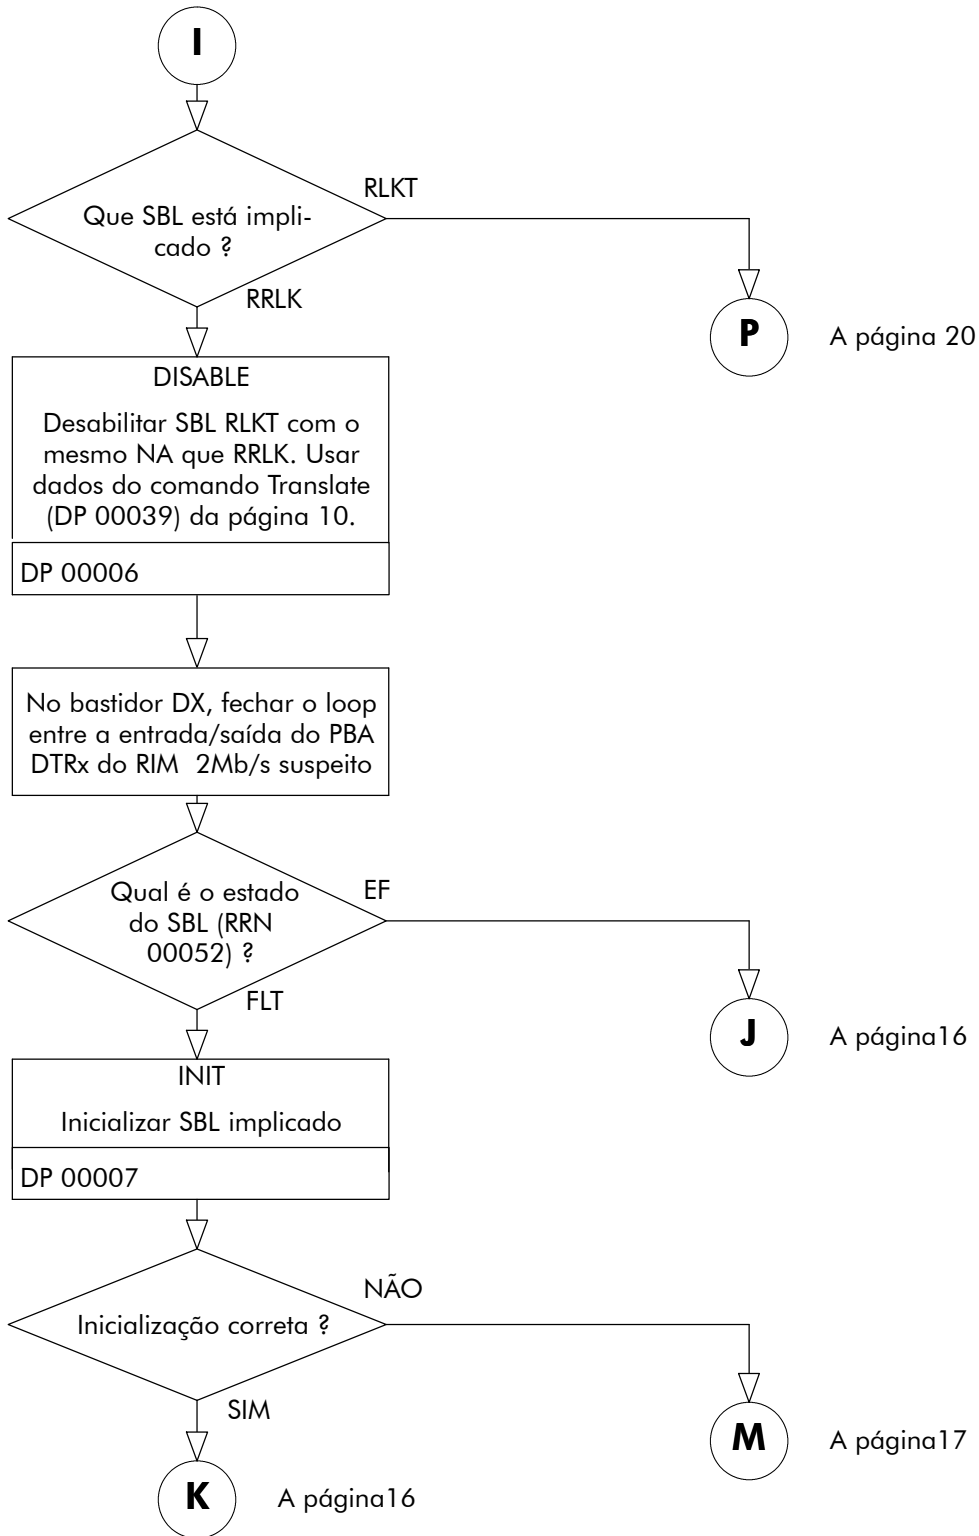 I
RLKT
Que SBL está impli-
cado ?
RRLK
P
A página 20
DISABLE
Desabilitar SBL RLKT com o
mesmo NA que RRLK. Usar
dados do comando Translate
(DP 00039) da página 10.
DP 00006
No bastidor DX, fechar o loop
entre a entrada/saída do PBA
DTRx do RIM 2Mb/s suspeito
EF
Qual é o estado
do SBL (RRN
00052) ?
FLT
J
A página16
INIT
Inicializar SBL implicado
DP 00007
NÃO
Inicialização correta ?
SIM
M
A página17
K
A página16